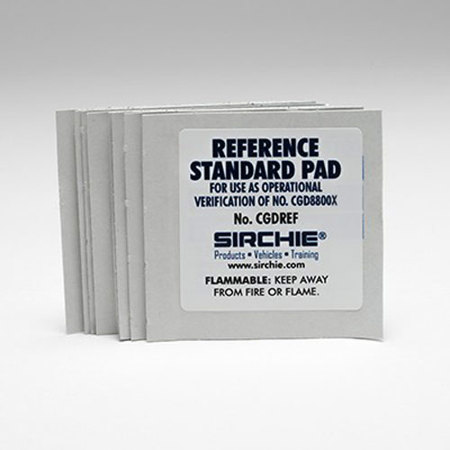 REFERENCE
STANDARD PAD
FOR USE AS OPERATIONAL
VERIFICATION OF NO. CGD8800X
No. CGDREF
SIRCHIE®
Products • Vehicles • Training
www.sirchie.com
FLAMMABLE: KEEP AWAY
FROM FIRE OR FLAME.